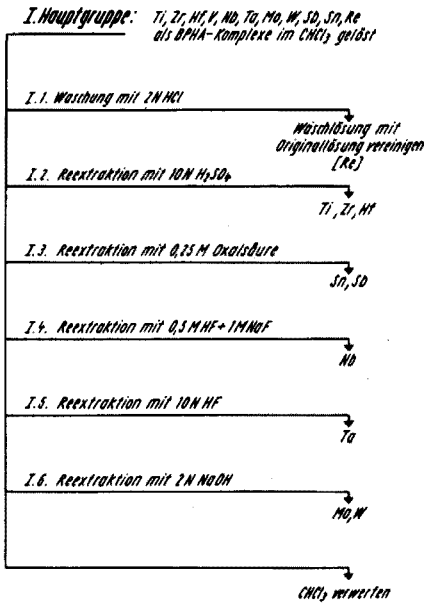 I. Hauptgruppe: Ti, Zr, Hf, V, Nb, Ta, Mo, W, Sb, Sn, Re
als BPHA-Komplexe im CHCl₃ gelöst
I.1. Waschung mit 2N HCl
Waschlösung mit
Originallösung vereinigen
[Re]
I.2. Reextraktion mit 10N H₂SO₄
Ti, Zr, Hf
I.3. Reextraktion mit 0,25 M Oxalsäure
Sn, Sb
I.4. Reextraktion mit 0,5 M HF + 1M NaF
Nb
I.5. Reextraktion mit 10N HF
Ta
I.6. Reextraktion mit 2N NaOH
Mo, W
CHCl₃ verwerten